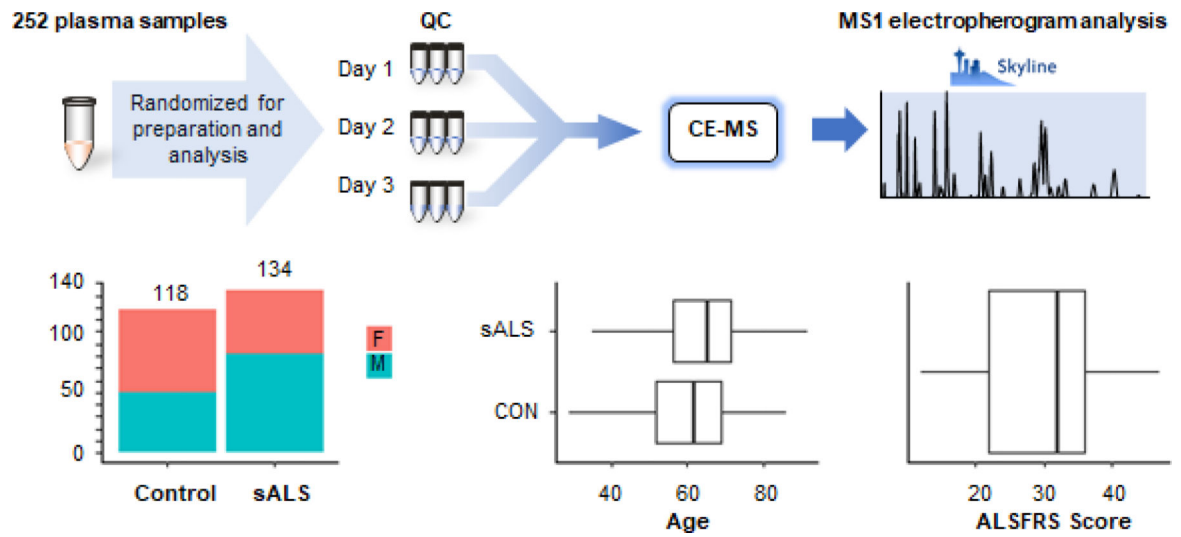 252 plasma samples
QC
MS1 electropherogram analysis
Randomized for
preparation and
analysis
Day 1
Day 2
Day 3
CE-MS
Skyline
140
100
50
0
118
134
F
M
Control
sALS
sALS
CON
40
60
80
Age
20
30
40
ALSFRS Score